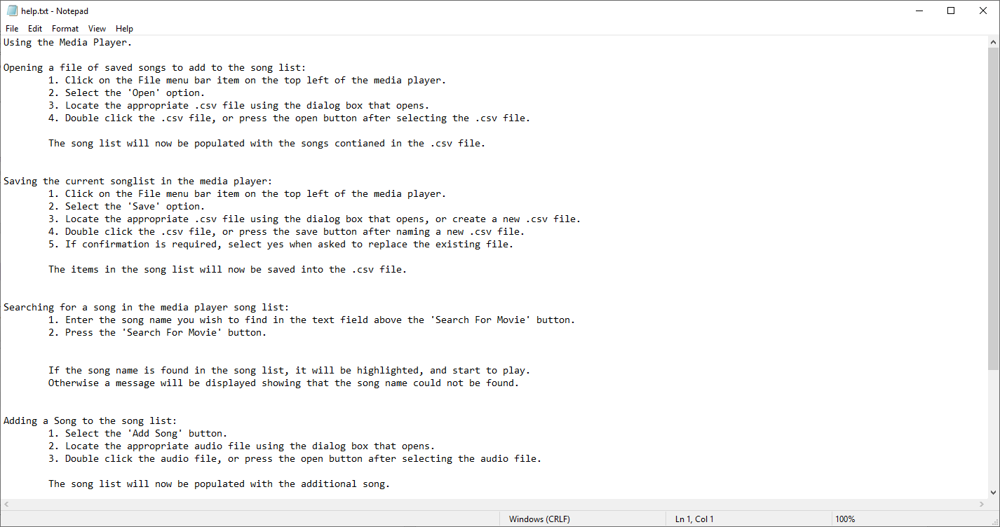 help.txt - Notepad
File Edit Format View Help
Using the Media Player.
Opening a file of saved songs to add to the song list:
1. Click on the File menu bar item on the top left of the media player.
2. Select the 'Open' option.
3. Locate the appropriate .csv file using the dialog box that opens.
4. Double click the .csv file, or press the open button after selecting the .csv file.
The song list will now be populated with the songs contianed in the .csv file.
Saving the current songlist in the media player:
1. Click on the File menu bar item on the top left of the media player.
2. Select the 'Save' option.
3. Locate the appropriate .csv file using the dialog box that opens, or create a new .csv file.
4. Double click the .csv file, or press the save button after naming a new .csv file.
5. If confirmation is required, select yes when asked to replace the existing file.
The items in the song list will now be saved into the .csv file.
Searching for a song in the media player song list:
1. Enter the song name you wish to find in the text field above the 'Search For Movie' button.
2. Press the 'Search For Movie' button.
If the song name is found in the song list, it will be highlighted, and start to play.
Otherwise a message will be displayed showing that the song name could not be found.
Adding a Song to the song list:
1. Select the 'Add Song' button.
2. Locate the appropriate audio file using the dialog box that opens.
3. Double click the audio file, or press the open button after selecting the audio file.
The song list will now be populated with the additional song.
Windows (CRLF) Ln 1, Col 1 100%